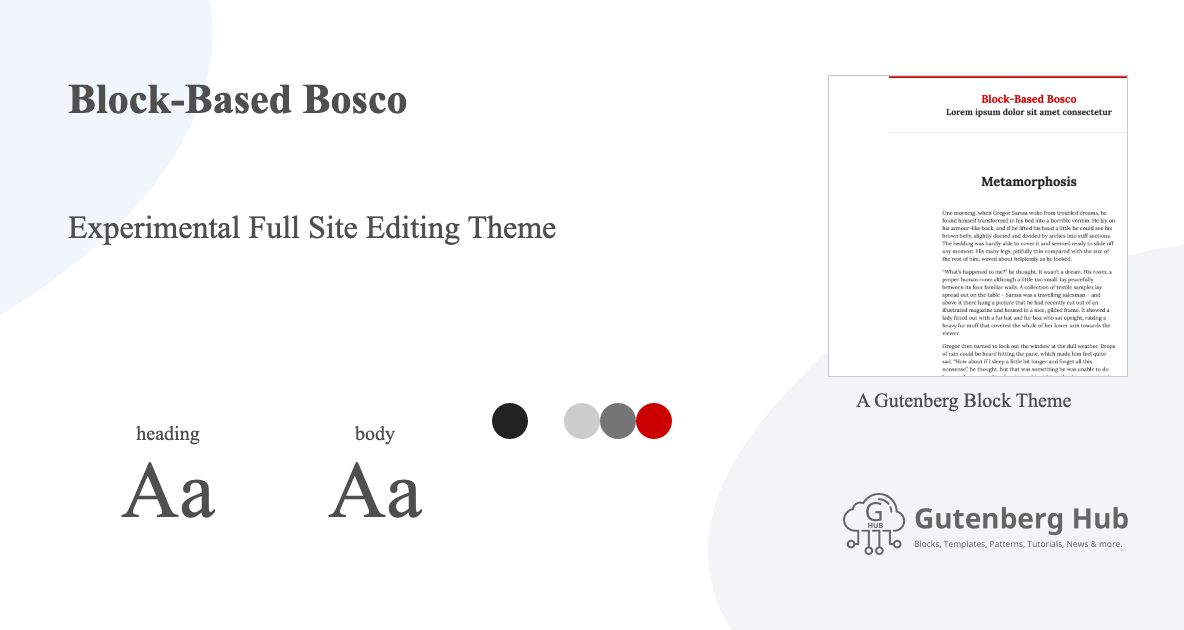 Block-Based Bosco
Experimental Full Site Editing Theme
heading
Aa
body
Aa
Block-Based Bosco
Lorem ipsum dolor sit amet consectetur
Metamorphosis
One morning, when Gregor Samsa woke from troubled dreams, he
found himself transformed in his bed into a horrible vermin. He lay on
his armour-like back, and if he lifted his head a little he could see his
brown belly, slightly domed and divided by arches into stiff sections.
The bedding was hardly able to cover it and seemed ready to slide off
any moment. His many legs, pitifully thin compared with the size of
the rest of him, waved about helplessly as he looked.
"What's happened to me?" he thought. It wasn't a dream. His room, a
proper human room although a little too small, lay peacefully
between its four familiar walls. A collection of textile samples lay
spread out on the table – Samsa was a travelling salesman – and
above it there hung a picture that he had recently cut out of an
illustrated magazine and housed in a nice, gilded frame. It showed a
lady fitted out with a fur hat and fur boa who sat upright, raising a
heavy fur muff that covered the whole of her lower arm towards the
viewer.
Gregor then turned to look out the window at the dull weather. Drops
of rain could be heard hitting the pane, which made him feel quite
sad. "How about if I sleep a little bit longer and forget all this
nonsense", he thought, but that was something he was unable to do
A Gutenberg Block Theme
G
HUB
Gutenberg Hub
Blocks, Templates, Patterns, Tutorials, News & more.